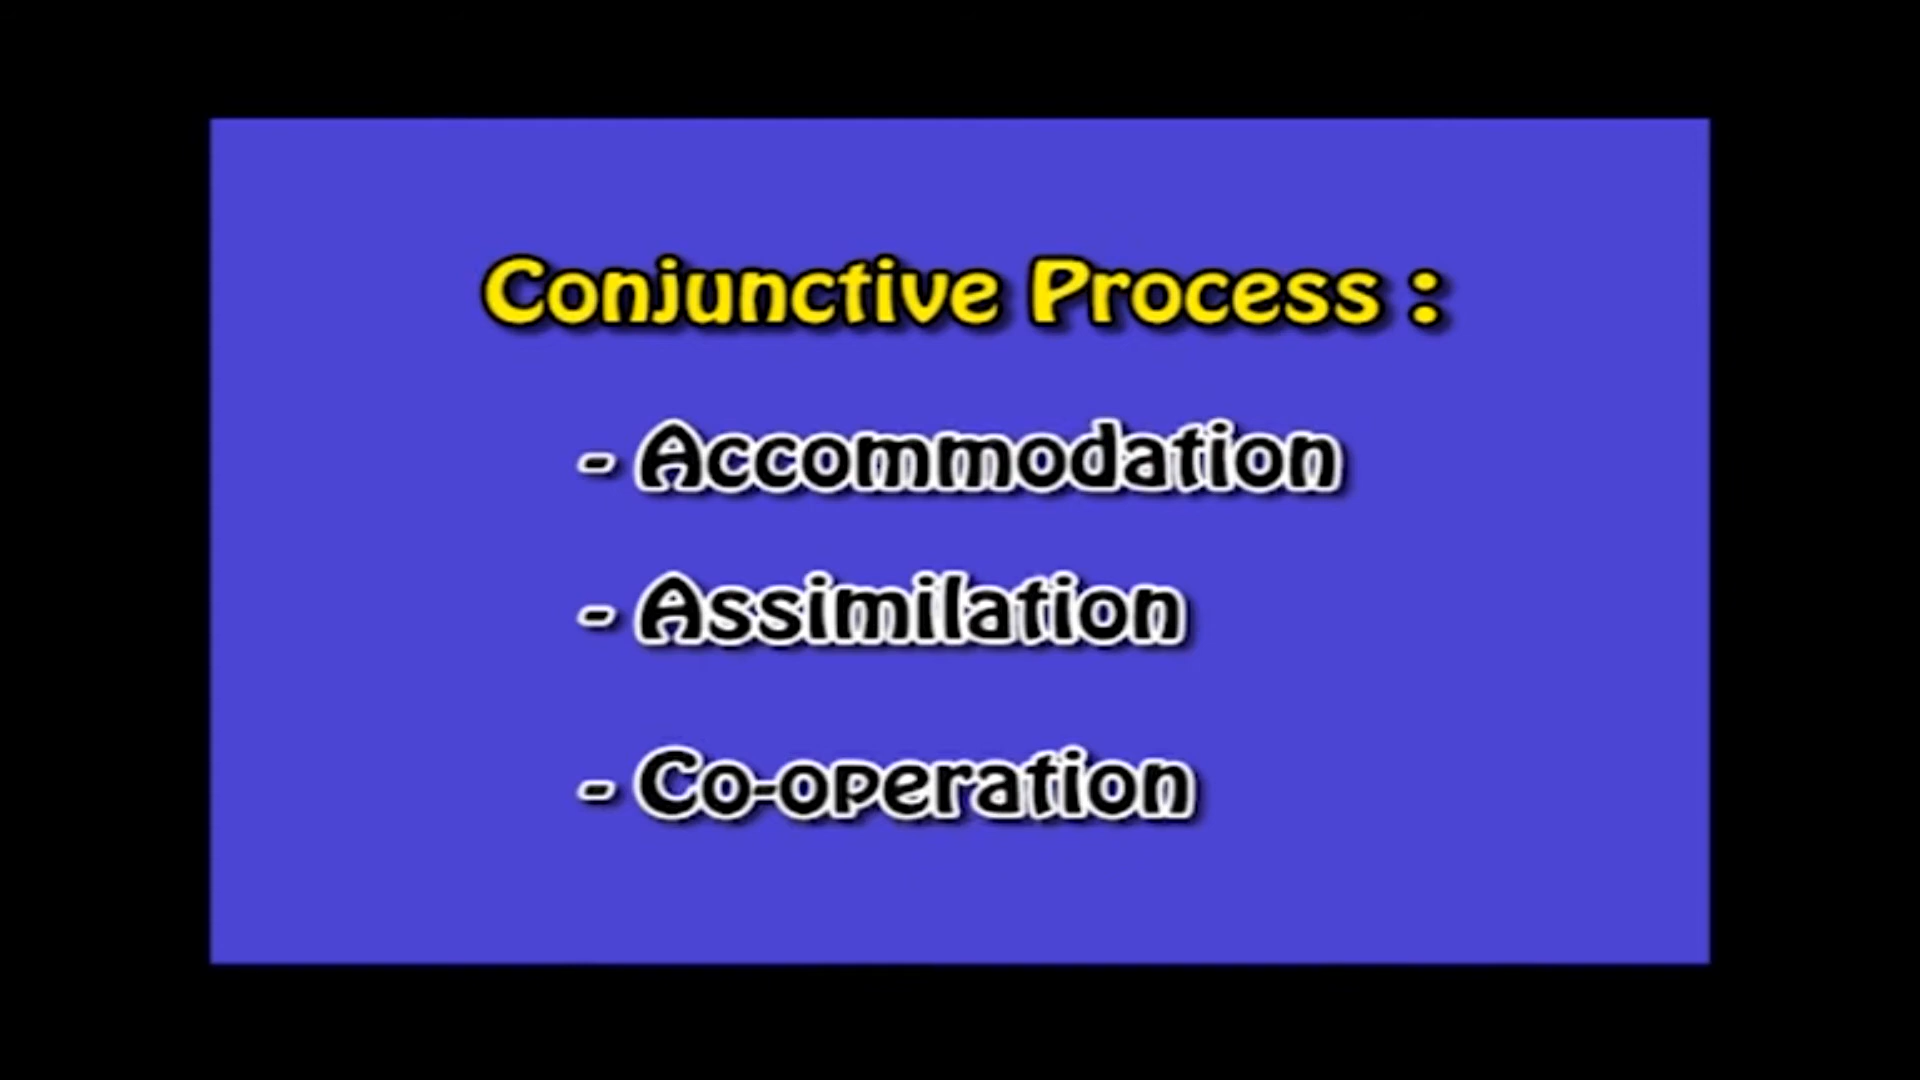 Conjunctive Process :
- Accommodation
- Assimilation
- Co-operation